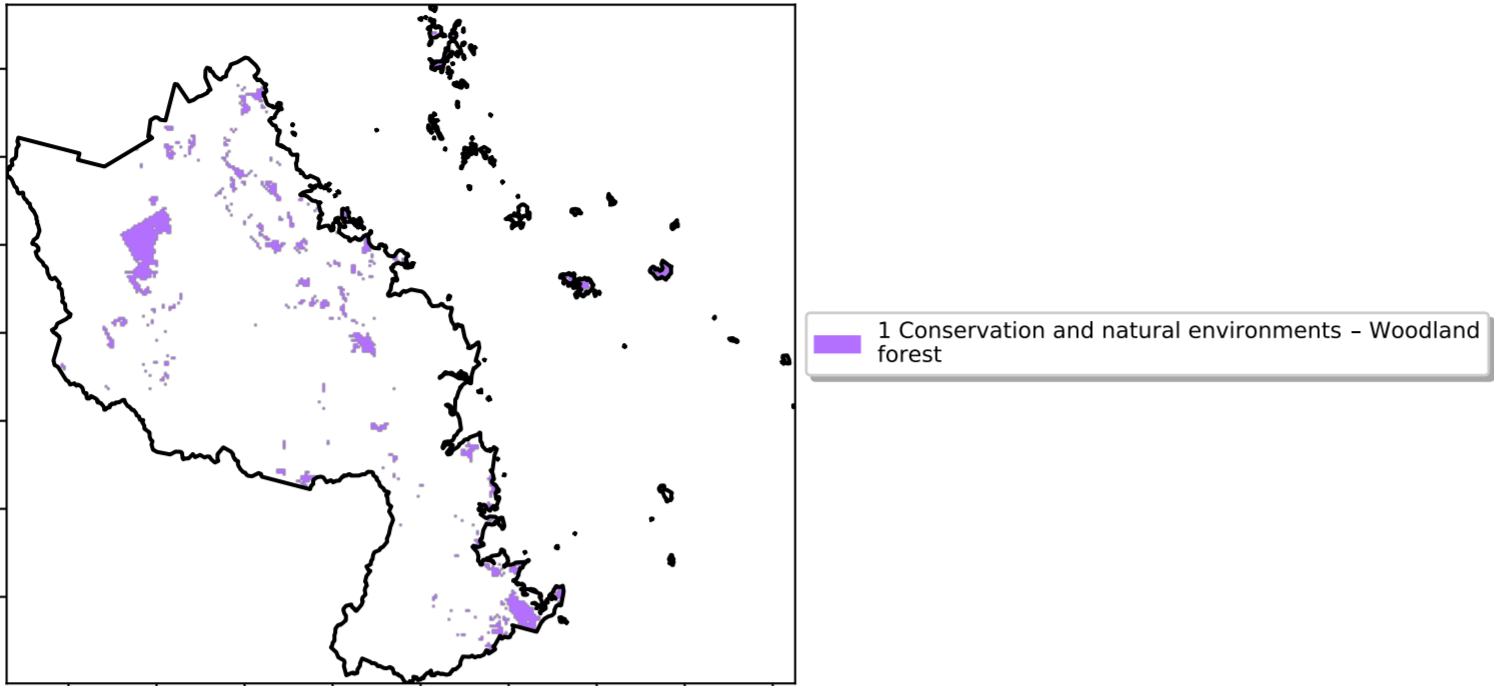 1 Conservation and natural environments – Woodland
forest